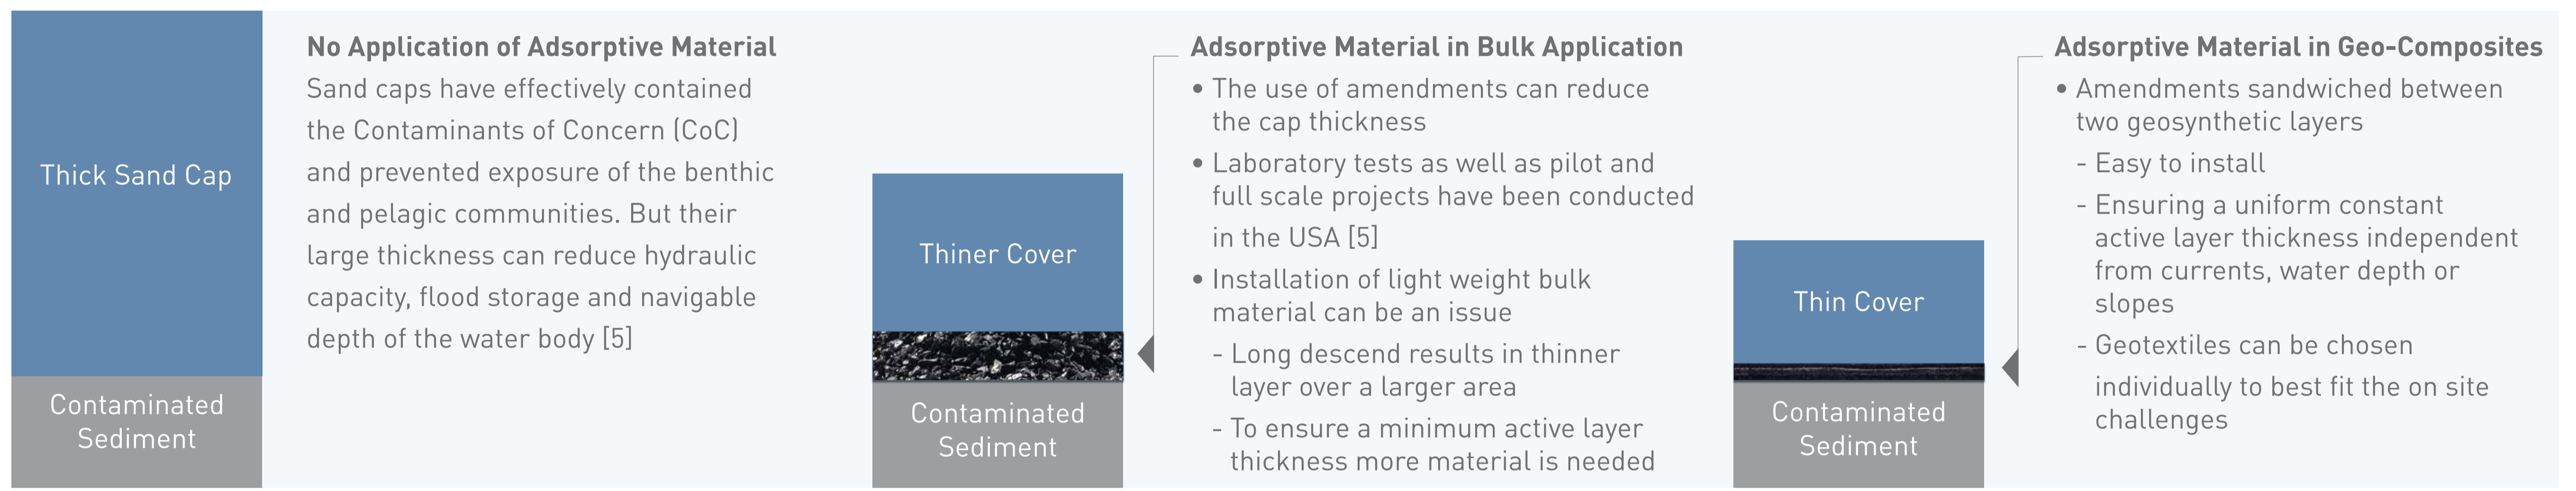 Thick Sand Cap
Contaminated
Sediment
No Application of Adsorptive Material
Sand caps have effectively contained
the Contaminants of Concern (CoC)
and prevented exposure of the benthic
and pelagic communities. But their
large thickness can reduce hydraulic
capacity, flood storage and navigable
depth of the water body [5]
Thiner Cover
Contaminated
Sediment
Adsorptive Material in Bulk Application
• The use of amendments can reduce
the cap thickness
• Laboratory tests as well as pilot and
full scale projects have been conducted
in the USA [5]
• Installation of light weight bulk
material can be an issue
- Long descend results in thinner
layer over a larger area
- To ensure a minimum active layer
thickness more material is needed
Thin Cover
Contaminated
Sediment
Adsorptive Material in Geo-Composites
• Amendments sandwiched between
two geosynthetic layers
- Easy to install
- Ensuring a uniform constant
active layer thickness independent
from currents, water depth or
slopes
- Geotextiles can be chosen
individually to best fit the on site
challenges